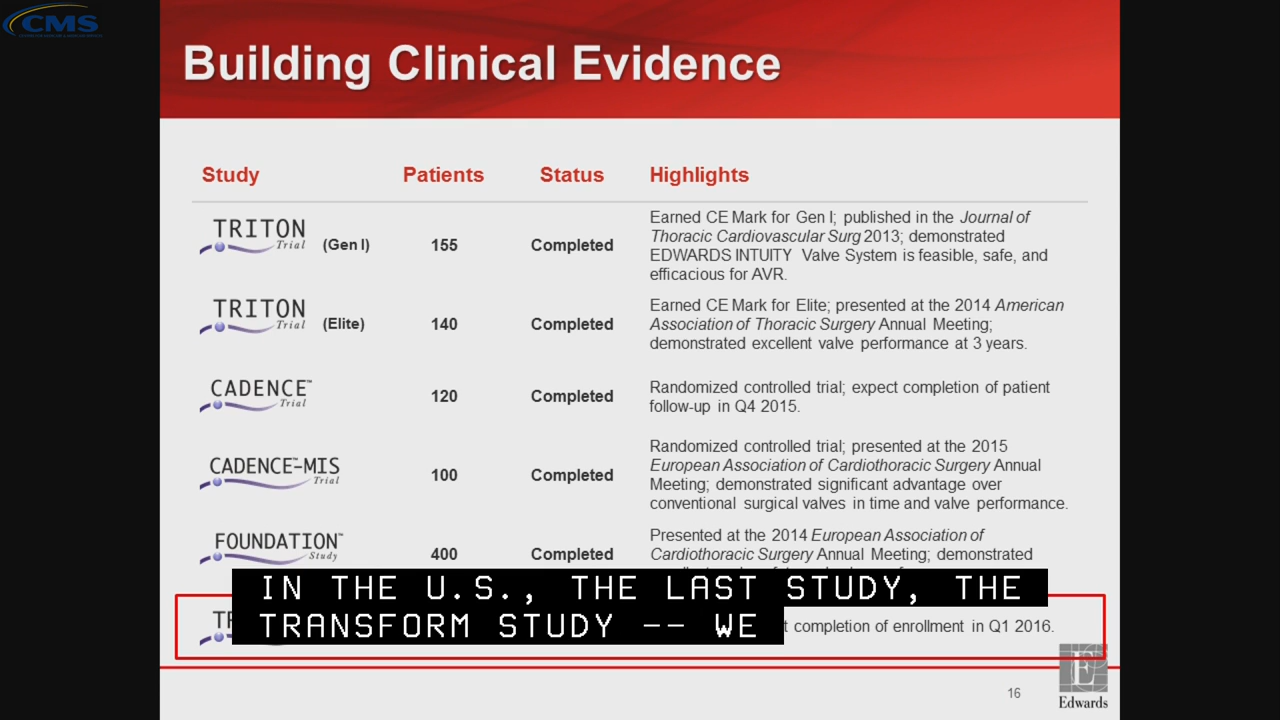 CMS
Building Clinical Evidence
Study Patients Status Highlights
TRITON Trial (Gen I) 155 Completed
Earned CE Mark for Gen I; published in the Journal of
Thoracic Cardiovascular Surg 2013; demonstrated
EDWARDS INTUITY Valve System is feasible, safe, and
efficacious for AVR.
TRITON Trial (Elite) 140 Completed
Earned CE Mark for Elite; presented at the 2014 American
Association of Thoracic Surgery Annual Meeting;
demonstrated excellent valve performance at 3 years.
CADENCE™ Trial 120 Completed
Randomized controlled trial; expect completion of patient
follow-up in Q4 2015.
CADENCE™-MIS Trial 100 Completed
Randomized controlled trial; presented at the 2015
European Association of Cardiothoracic Surgery Annual
Meeting; demonstrated significant advantage over
conventional surgical valves in time and valve performance.
FOUNDATION™ Study 400 Completed
Presented at the 2014 European Association of
Cardiothoracic Surgery Annual Meeting; demonstrated
IN THE U.S., THE LAST STUDY, THE
TRANSFORM STUDY -- WE
completion of enrollment in Q1 2016.
16
E
Edwards